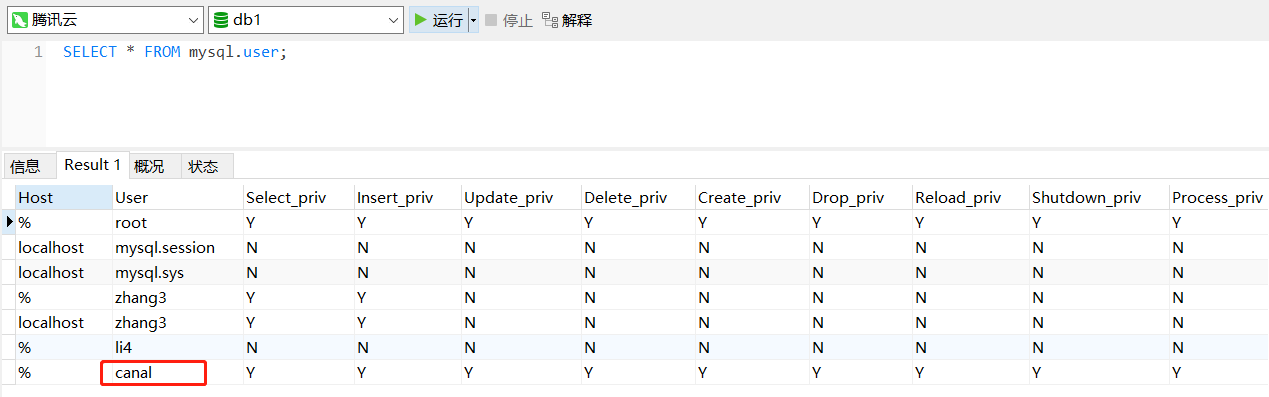 腾讯云 db1 运行 停止 解释
1 SELECT * FROM mysql.user;
信息 Result 1 概况 状态
Host User Select_priv Insert_priv Update_priv Delete_priv Create_priv Drop_priv Reload_priv Shutdown_priv Process_priv
% root Y Y Y Y Y Y Y Y Y
localhost mysql.session N N N N N N N N N
localhost mysql.sys N N N N N N N N N
% zhang3 Y Y N N N N N N N
localhost zhang3 Y Y N N N N N N N
% li4 N N N N N N N N N
% canal Y Y Y Y Y Y Y Y Y